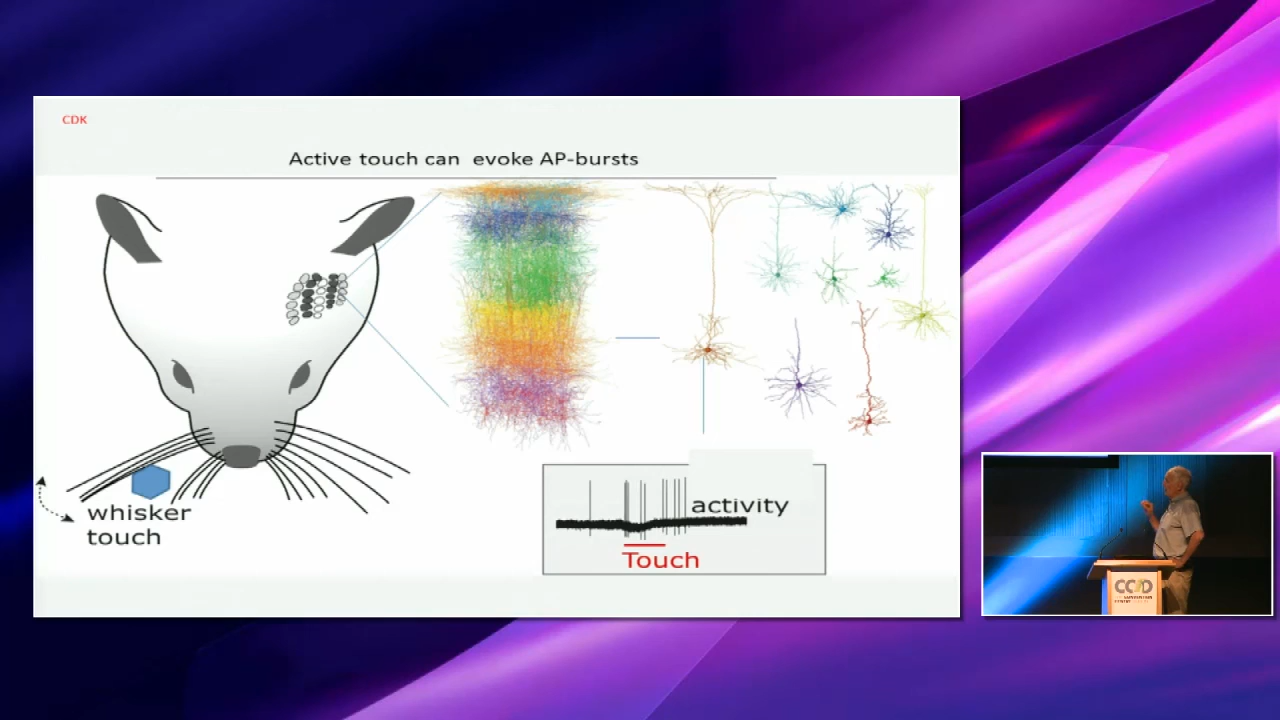 CDK
Active touch can evoke AP-bursts
whisker
touch
activity
Touch